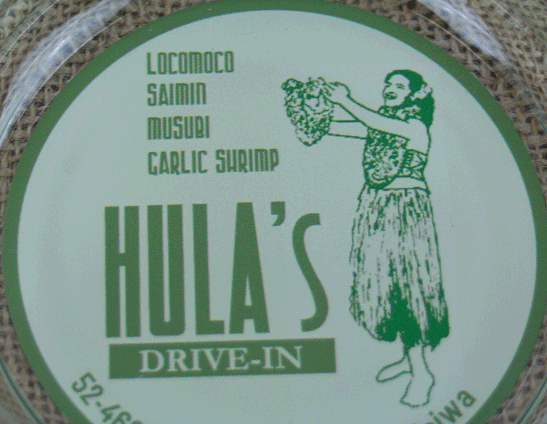 LOCOMOCO
SAIMIN
MUSUBI
GARLIC SHRIMP
HULA'S
DRIVE-IN